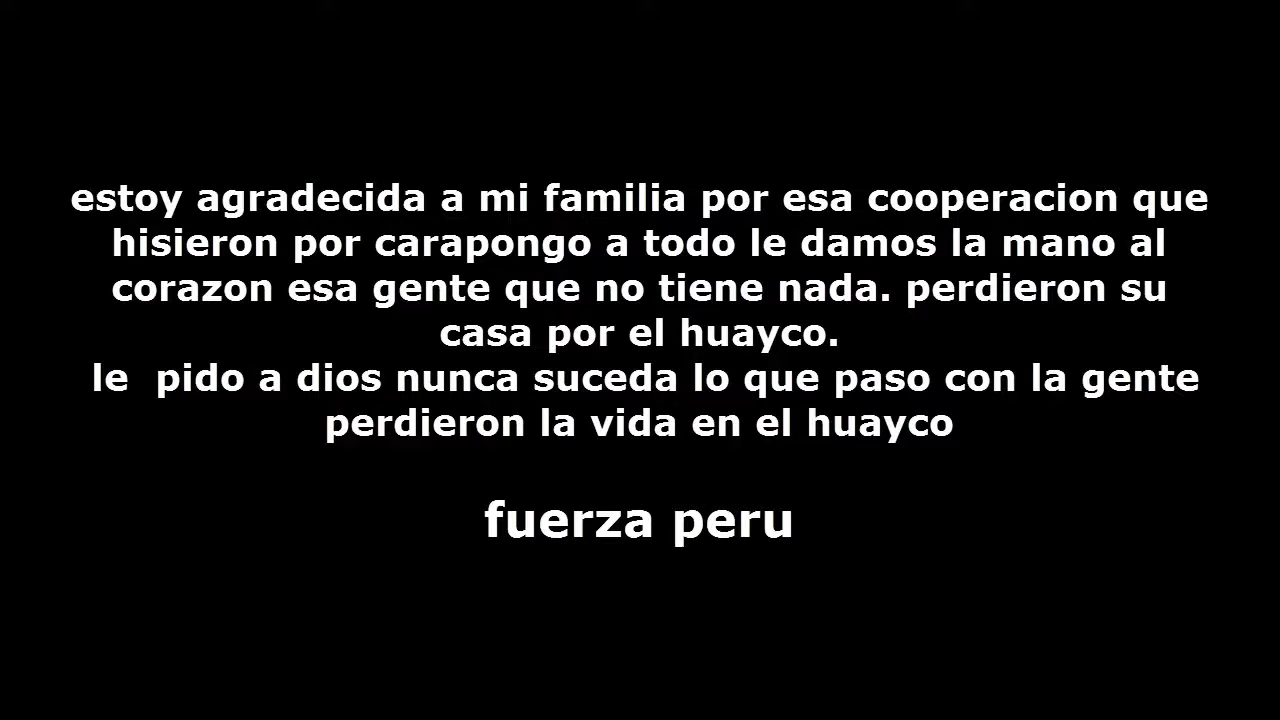 estoy agradecida a mi familia por esa cooperacion que
hisieron por carapongo a todo le damos la mano al
corazon esa gente que no tiene nada. perdieron su
casa por el huayco.
le  pido a dios nunca suceda lo que paso con la gente
perdieron la vida en el huayco
fuerza peru